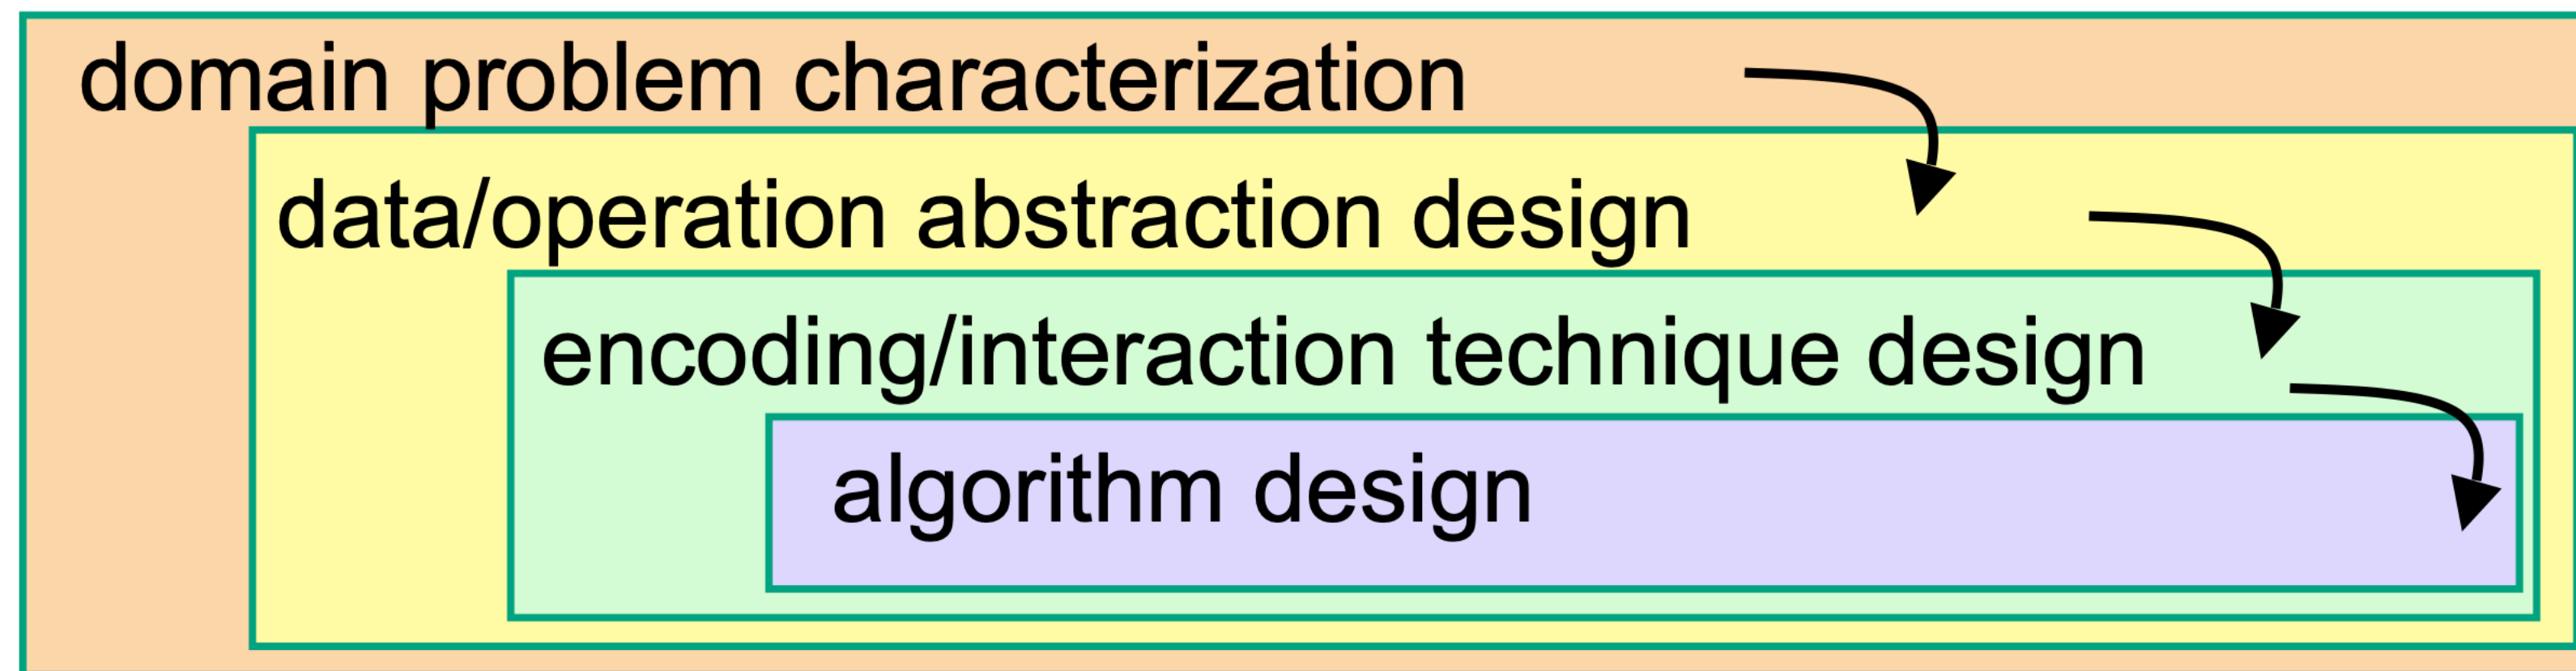 domain problem characterization
data/operation abstraction design
encoding/interaction technique design
algorithm design